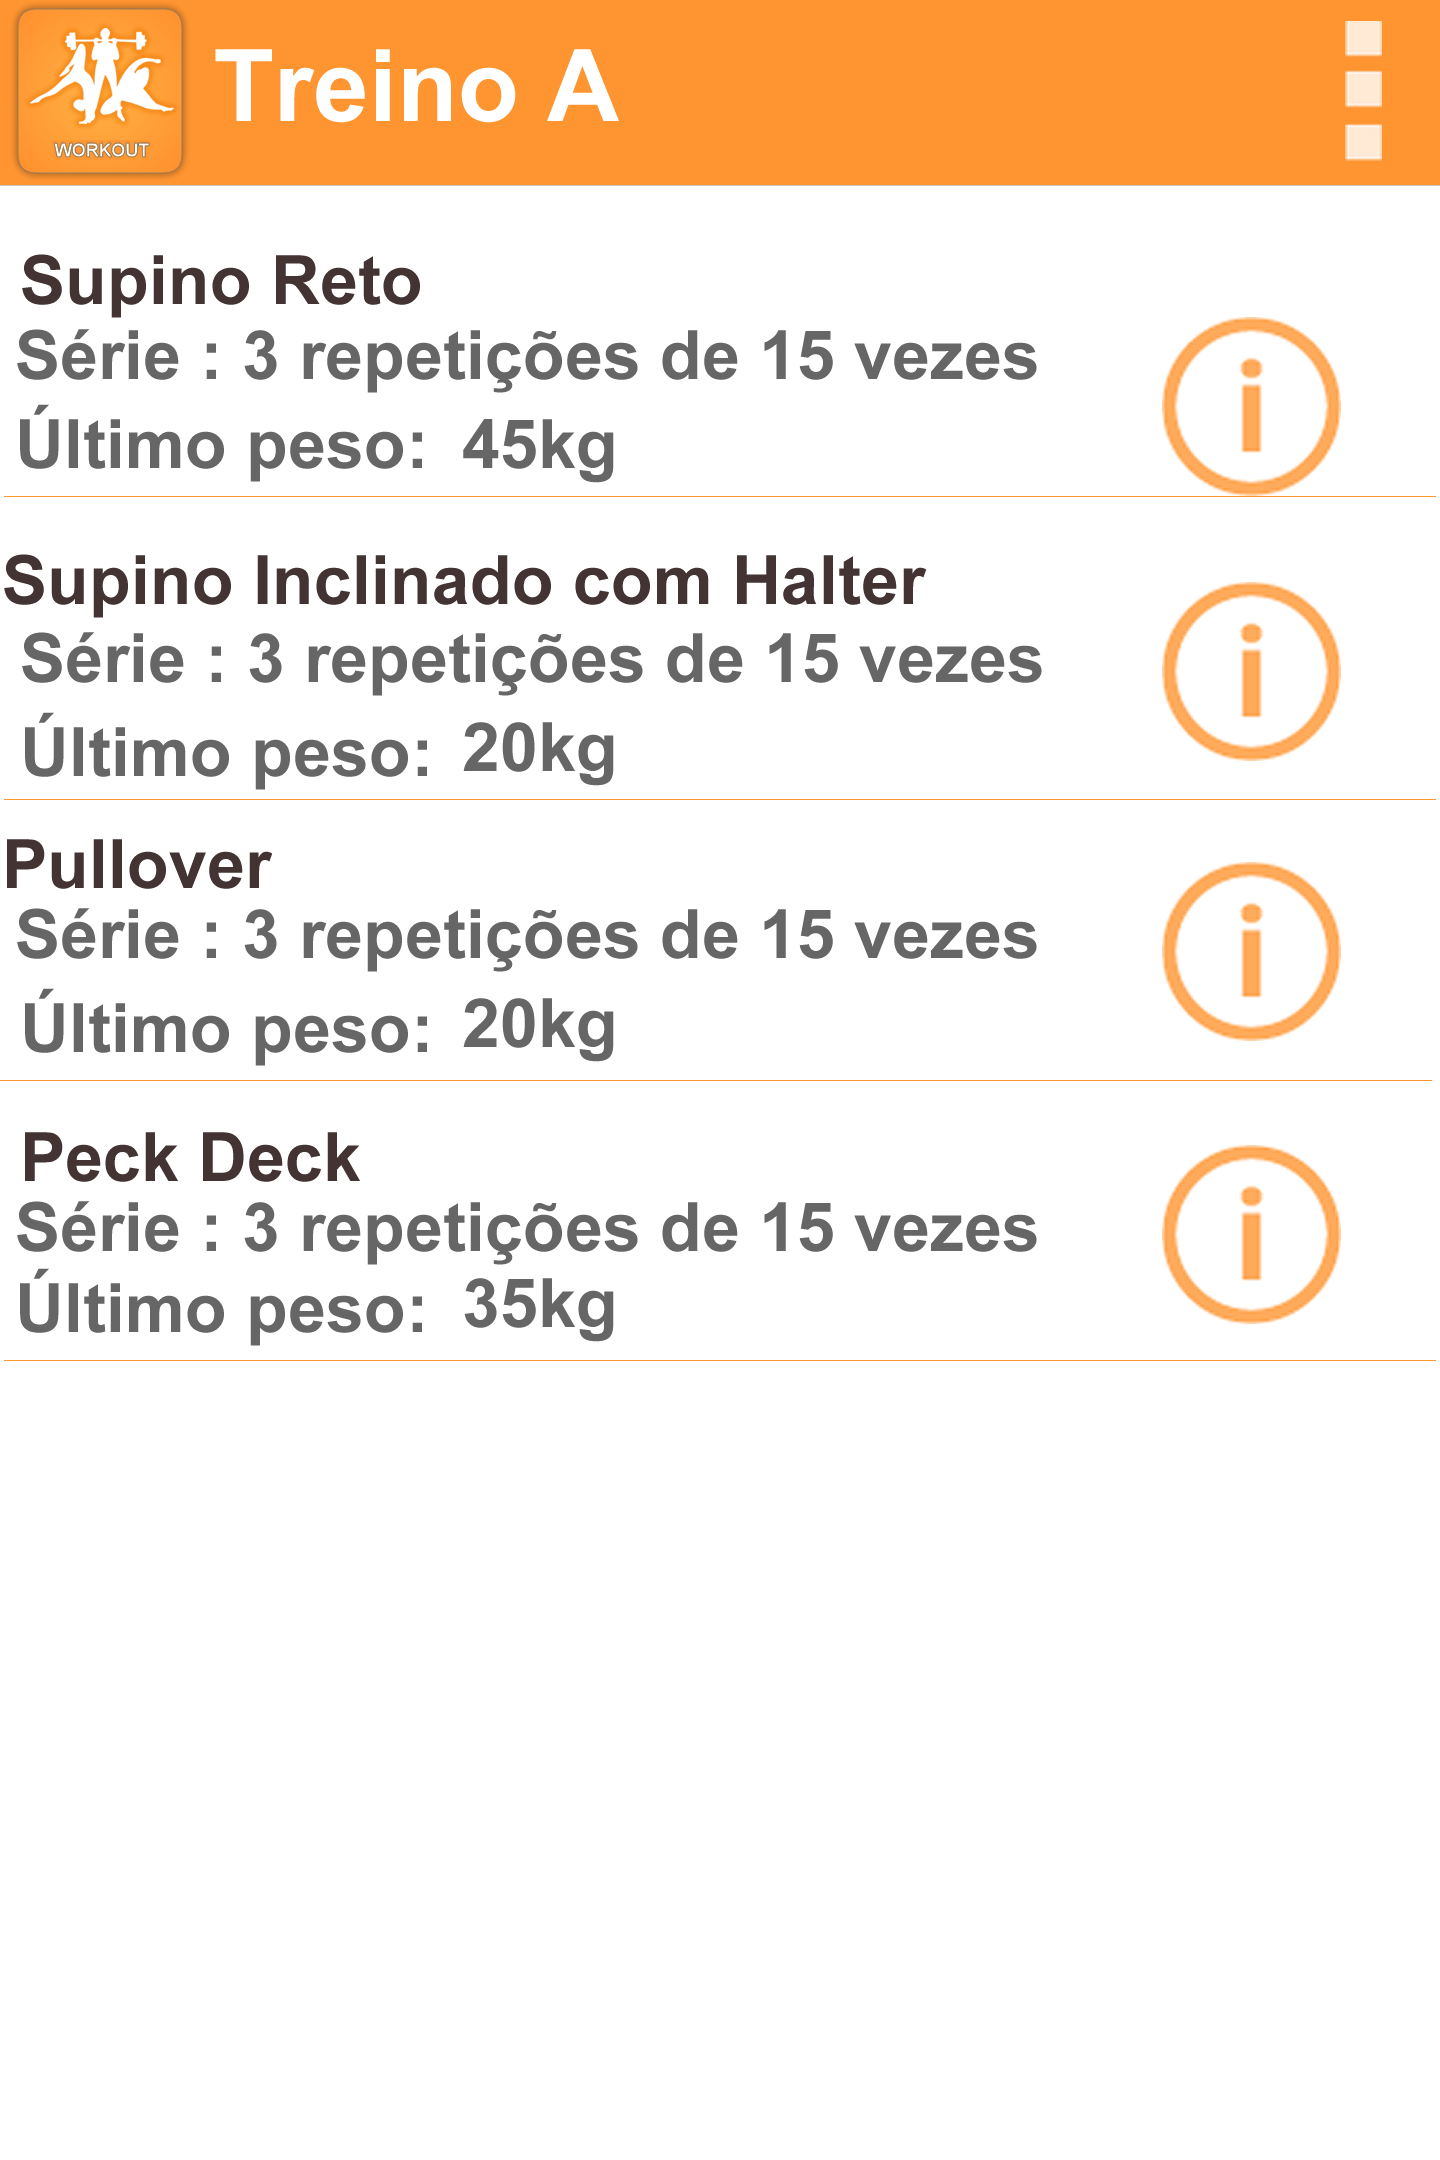 Treino A
WORKOUT
Supino Reto
Série : 3 repetições de 15 vezes
Último peso: 45kg
Supino Inclinado com Halter
Série : 3 repetições de 15 vezes
Último peso: 20kg
Pullover
Série : 3 repetições de 15 vezes
Último peso: 20kg
Peck Deck
Série : 3 repetições de 15 vezes
Último peso: 35kg